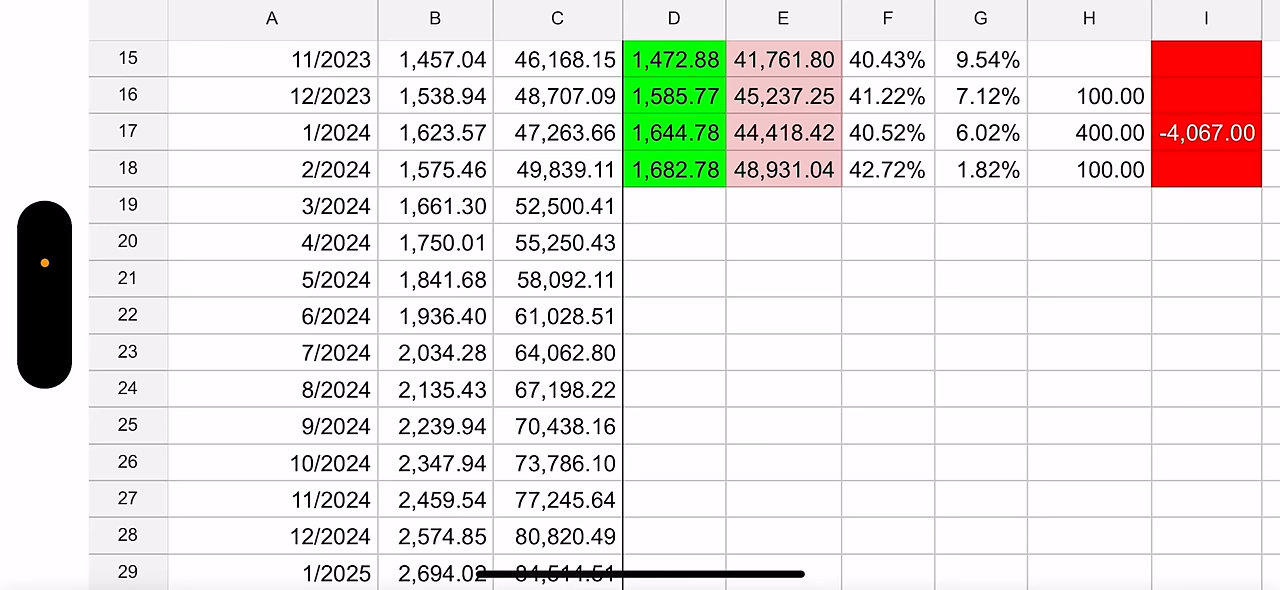 A B C D E F G H I
15 11/2023 1,457.04 46,168.15 1,472.88 41,761.80 40.43% 9.54%
16 12/2023 1,538.94 48,707.09 1,585.77 45,237.25 41.22% 7.12% 100.00
17 1/2024 1,623.57 47,263.66 1,644.78 44,418.42 40.52% 6.02% 400.00 -4,067.00
18 2/2024 1,575.46 49,839.11 1,682.78 48,931.04 42.72% 1.82% 100.00
19 3/2024 1,661.30 52,500.41
20 4/2024 1,750.01 55,250.43
21 5/2024 1,841.68 58,092.11
22 6/2024 1,936.40 61,028.51
23 7/2024 2,034.28 64,062.80
24 8/2024 2,135.43 67,198.22
25 9/2024 2,239.94 70,438.16
26 10/2024 2,347.94 73,786.10
27 11/2024 2,459.54 77,245.64
28 12/2024 2,574.85 80,820.49
29 1/2025 2,694.02 84,514.51